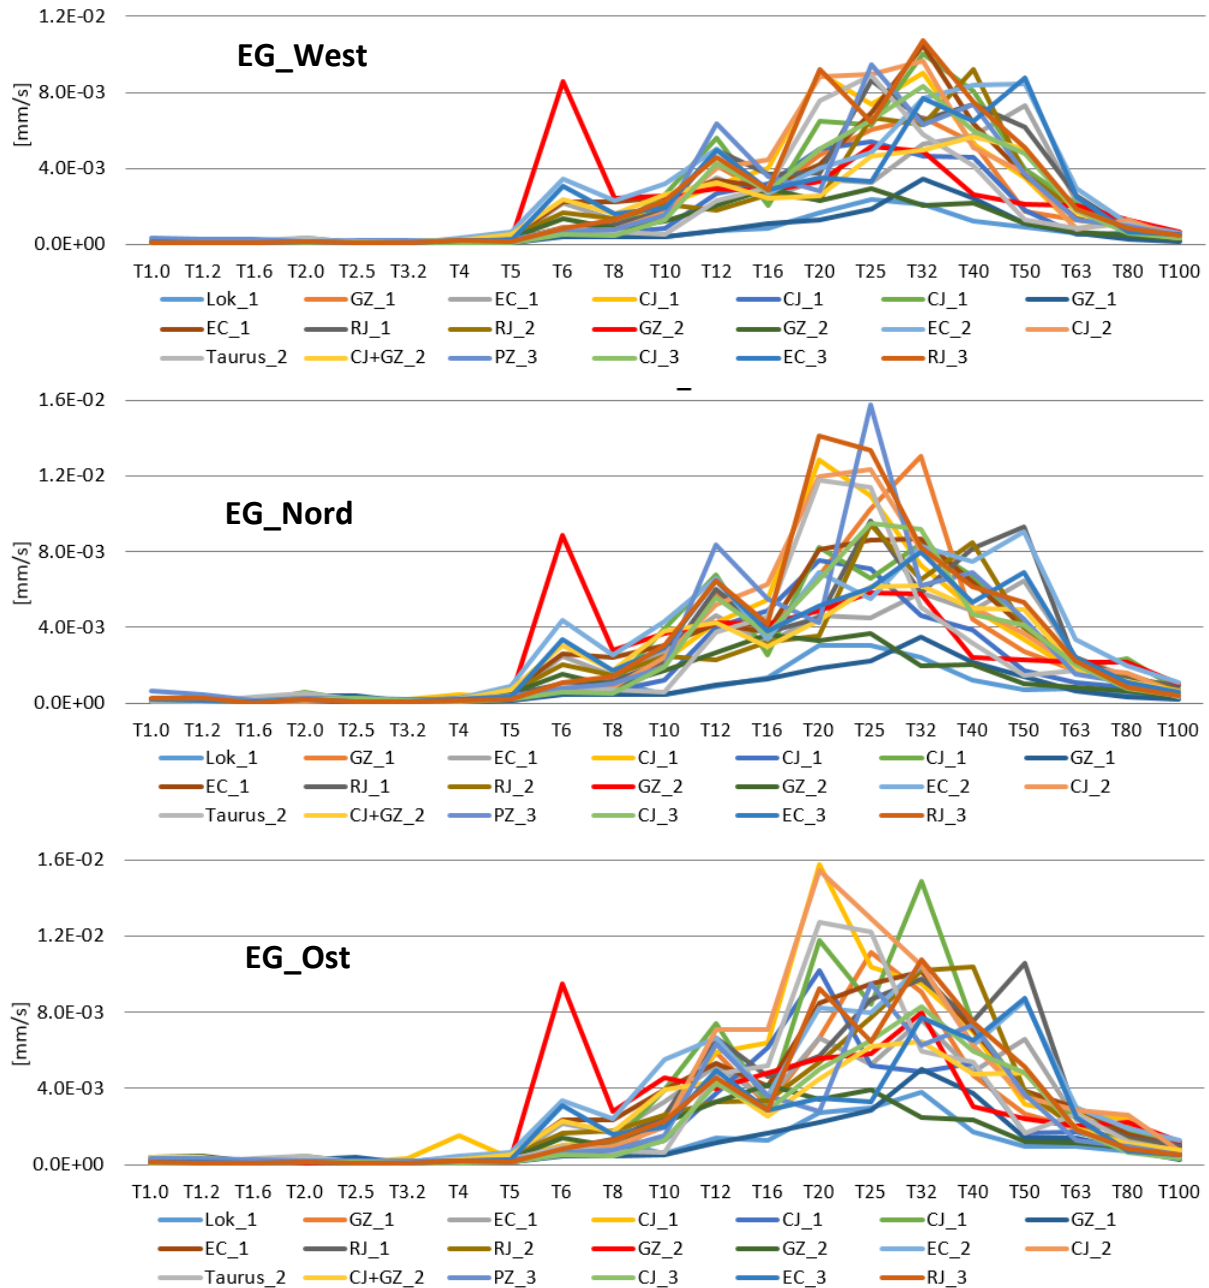 1.2E-02
EG_West
8.0E-03
[mm/s]
4.0E-03
0.0E+00
T1.0 T1.2 T1.6 T2.0 T2.5 T3.2 T4 T5 T6 T8 T10 T12 T16 T20 T25 T32 T40 T50 T63 T80 T100
Lok_1 GZ_1 EC_1 CJ_1 CJ_1 CJ_1 GZ_1
EC_1 RJ_1 RJ_2 GZ_2 GZ_2 EC_2 CJ_2
Taurus_2 CJ+GZ_2 PZ_3 CJ_3 EC_3 RJ_3
_
1.6E-02
1.2E-02
EG_Nord
8.0E-03
[mm/s]
4.0E-03
0.0E+00
T1.0 T1.2 T1.6 T2.0 T2.5 T3.2 T4 T5 T6 T8 T10 T12 T16 T20 T25 T32 T40 T50 T63 T80 T100
Lok_1 GZ_1 EC_1 CJ_1 CJ_1 CJ_1 GZ_1
EC_1 RJ_1 RJ_2 GZ_2 GZ_2 EC_2 CJ_2
Taurus_2 CJ+GZ_2 PZ_3 CJ_3 EC_3 RJ_3
1.6E-02
1.2E-02
EG_Ost
8.0E-03
[mm/s]
4.0E-03
0.0E+00
T1.0 T1.2 T1.6 T2.0 T2.5 T3.2 T4 T5 T6 T8 T10 T12 T16 T20 T25 T32 T40 T50 T63 T80 T100
Lok_1 GZ_1 EC_1 CJ_1 CJ_1 CJ_1 GZ_1
EC_1 RJ_1 RJ_2 GZ_2 GZ_2 EC_2 CJ_2
Taurus_2 CJ+GZ_2 PZ_3 CJ_3 EC_3 RJ_3